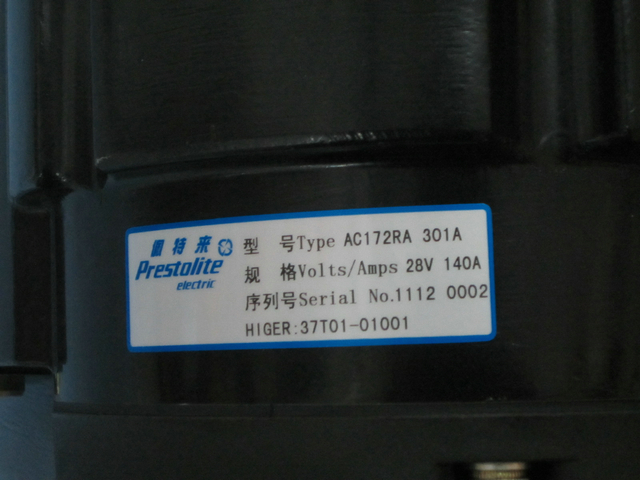 雷特来
Prestolite
electric
型 号Type AC172RA 301A
规 格Volts/Amps 28V 140A
序列号Serial No.1112 0002
HIGER:37T01-01001